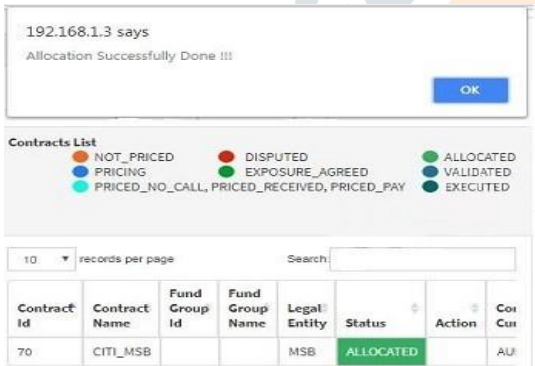 192.168.1.3 says
Allocation Successfully Done !!!
OK
Contracts List
NOT_PRICED DISPUTED ALLOCATED
PRICING EXPOSURE_AGREED VALIDATED
PRICED_NO_CALL, PRICED_RECEIVED, PRICED_PAY EXECUTED
10 records per page Search:
Contract Id Contract Name Fund Group Id Fund Group Name Legal Entity Status Action
70 CITI_MSB MSB ALLOCATED